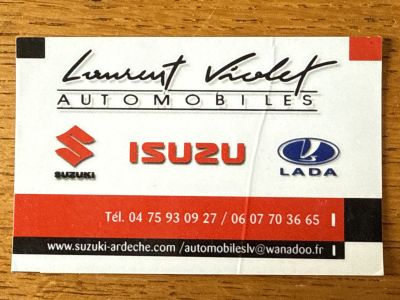 Laurent Violet
AUTOMOBILES
SUZUKI
ISUZU
LADA
Tél. 04 75 93 09 27 / 06 07 70 36 65
www.suzuki-ardeche.com /automobileslv@wanadoo.fr